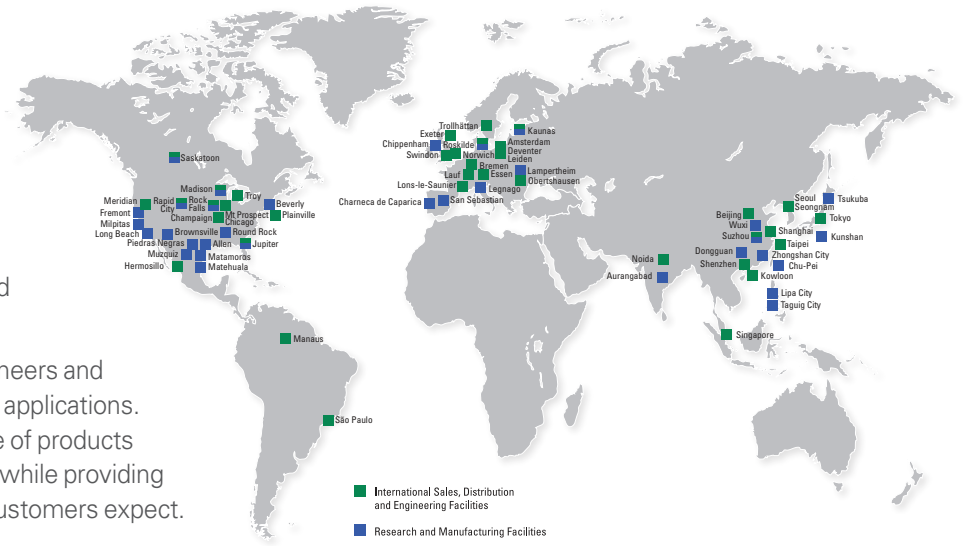 d
neers and
applications.
e of products
while providing
ustomers expect.
Saskatoon
Madison
Troy
Meridian
Rapid
City
Rock
Falls
Beverly
Fremont
Mt Prospect
Plainville
Champaign
Chicago
Milpitas
Long Beach
Brownsville
Round Rock
Piedras Negras
Allen
Jupiter
Muzquiz
Matamoros
Hermosillo
Matehuala
Manaus
São Paulo
Trollhättan
Exeter
Kaunas
Chippenham
Roskilde
Amsterdam
Deventer
Swindon
Norwich
Leiden
Bremen
Lampertheim
Lauf
Essen
Obertshausen
Lons-le-Saunier
Legnago
Charneca de Caparica
San Sebastian
Noida
Aurangabad
Seoul
Seongnam
Tsukuba
Beijing
Tokyo
Wuxi
Shanghai
Kunshan
Suzhou
Taipei
Dongguan
Zhongshan City
Shenzhen
Chu-Pei
Kowloon
Lipa City
Taguig City
Singapore
International Sales, Distribution
and Engineering Facilities
Research and Manufacturing Facilities